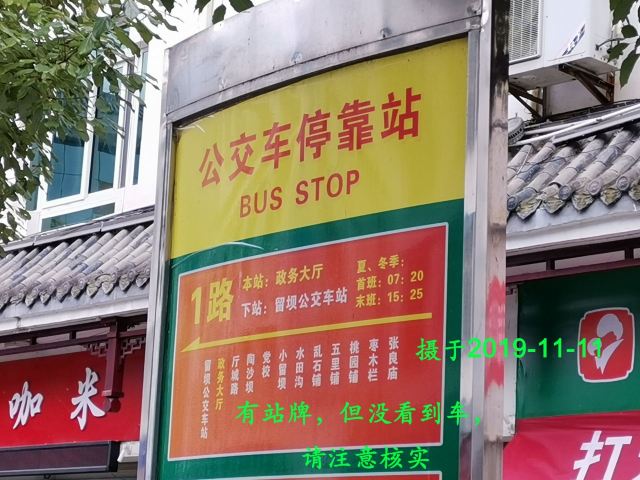 公交车停靠站
BUS STOP
1路
本站：政务大厅
下站：留坝公交车站
夏、冬季：
首班：07：20
末班：15：25
留坝公交车站
政务大厅
厅城路
陶沙坝
党校
小留坝
水田沟
乱石铺
五里铺
桃园铺
枣木栏
张良庙
咖米
打
摄于2019-11-11
有站牌，但没看到车，
请注意核实